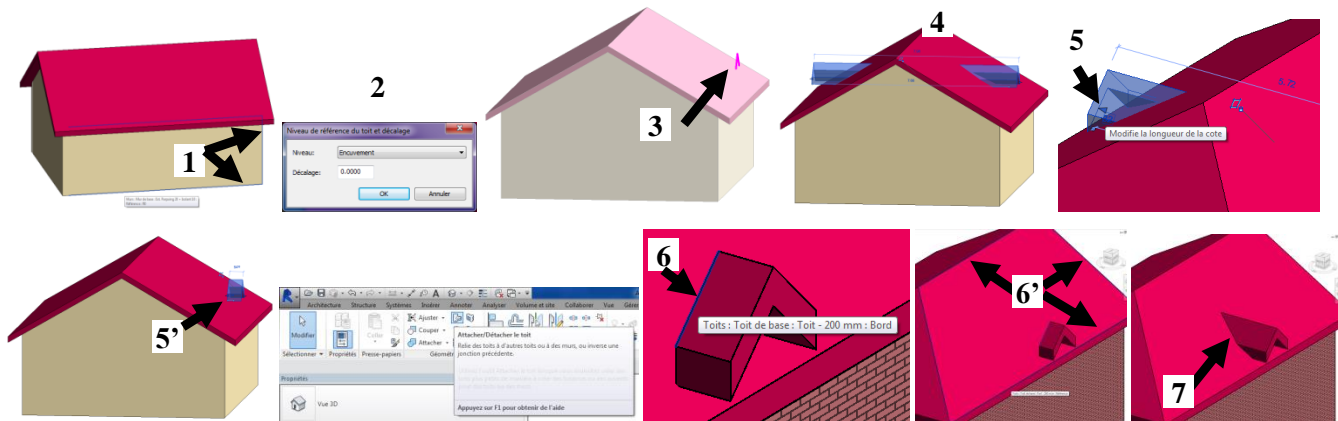 1
2
Niveau de référence du toit et décalage
Niveau:
Encuvement
Décalage:
0.0000
OK
Annuler
3
4
5
Modifie la longueur de la cote
5'
Architecture Structure Systèmes Insérer Annoter Analyser Volume et site Collaborer Vue Gérer
Modifier
Ajuster
Couper
Attacher
Coller
Sélectionner Propriétés Presse-papiers
Attacher/Détacher le toit
Relie des toits à d'autres toits ou à des murs, ou inverse une
jonction précédente.
Appuyez sur F1 pour obtenir de l'aide
Propriétés
Vue 3D
6
Toits : Toit de base : Toit - 200 mm : Bord
6'
7